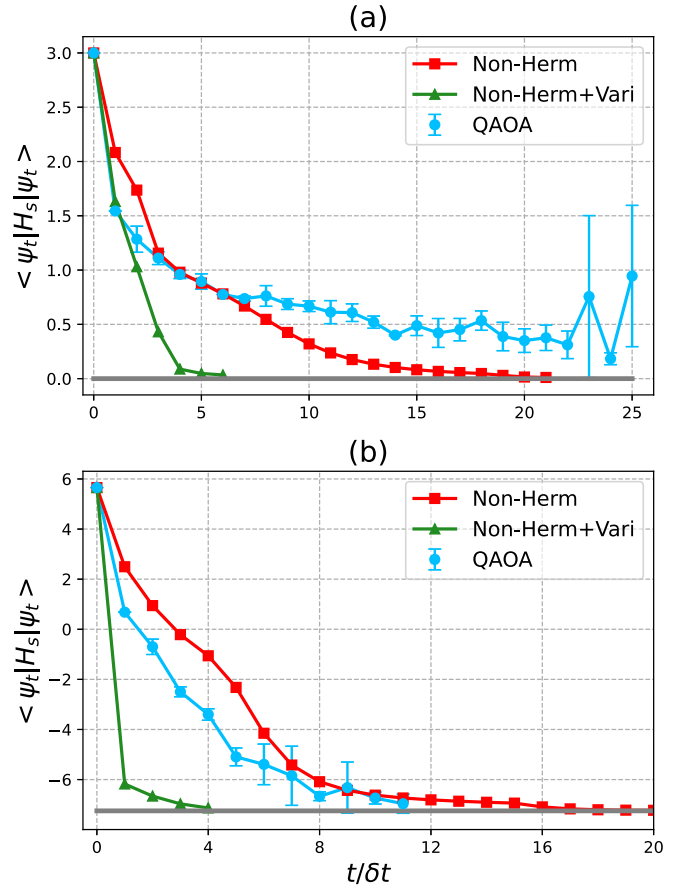 (a)
< ψₜ|Hₛ|ψₜ >
3.0
2.5
2.0
1.5
1.0
0.5
0.0
Non-Herm
Non-Herm+Vari
QAOA
0 5 10 15 20 25
(b)
< ψₜ|Hₛ|ψₜ >
6
4
2
0
−2
−4
−6
Non-Herm
Non-Herm+Vari
QAOA
0 4 8 12 16 20
t/δt